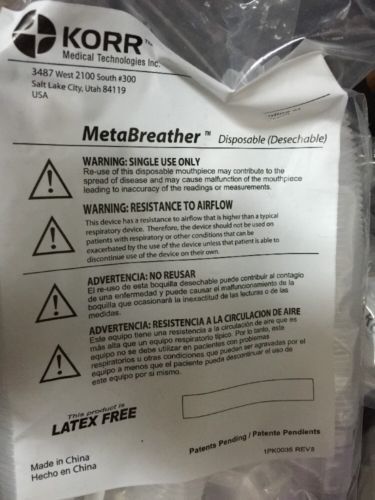 KORR™
Medical Technologies Inc.
3487 West 2100 South #300
Salt Lake City, Utah 84119
USA
MetaBreather™ Disposable (Desechable)
WARNING: SINGLE USE ONLY
Re-use of this disposable mouthpiece may contribute to the
spread of disease and may cause malfunction of the mouthpiece
leading to inaccuracy of the readings or measurements.
WARNING: RESISTANCE TO AIRFLOW
This device has a resistance to airflow that is higher than a typical
respiratory device. Therefore, the device should not be used on
patients with respiratory or other conditions that can be
exacerbated by the use of the device unless that patient is able to
discontinue use of the device on their own.
ADVERTENCIA: NO REUSAR
El re-uso de esta boquilla desechable puede contribuir al contagio
de una enfermedad y puede causar el malfuncionamiento de la
boquilla que ocasionará la inexactitud de las lecturas o de las
medidas.
ADVERTENCIA: RESISTENCIA A LA CIRCULACION DE AIRE
Este equipo tiene una resistencia a la circulación de aire que es
más alta que un equipo respiratorio típico. Por lo tanto, este
equipo no se debe utilizar en pacientes con problemas
respiratorios u otras condiciones que pueden ser agravadas por el
equipo a menos que el paciente pueda descontinuar el uso de
este equipo por si mismo.
This product is
LATEX FREE
Patents Pending / Patente Pendients
1PK0035 REV3
Made in China
Hecho en China